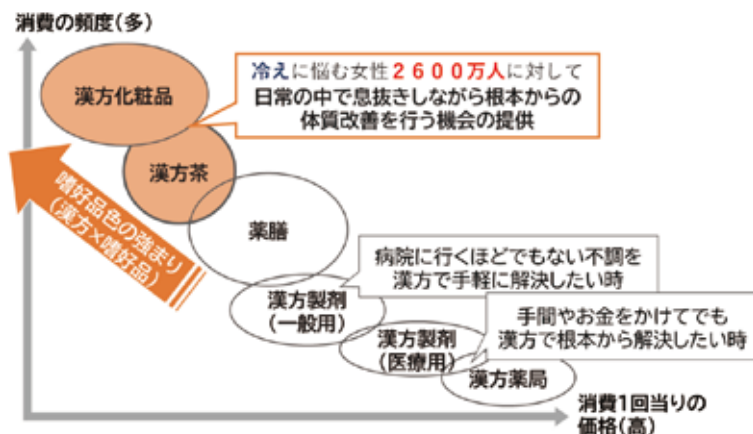 消費の頻度(多)
漢方化粧品
冷えに悩む女性2600万人に対して
日常の中で息抜きしながら根本からの
体質改善を行う機会の提供
漢方茶
嗜好品色の強まり
(漢方×嗜好品)
薬膳
病院に行くほどでもない不調を
漢方で手軽に解決したい時
漢方製剤
(一般用)
手間やお金をかけてでも
漢方で根本から解決したい時
漢方製剤
(医療用)
漢方薬局
消費1回当りの
価格(高)